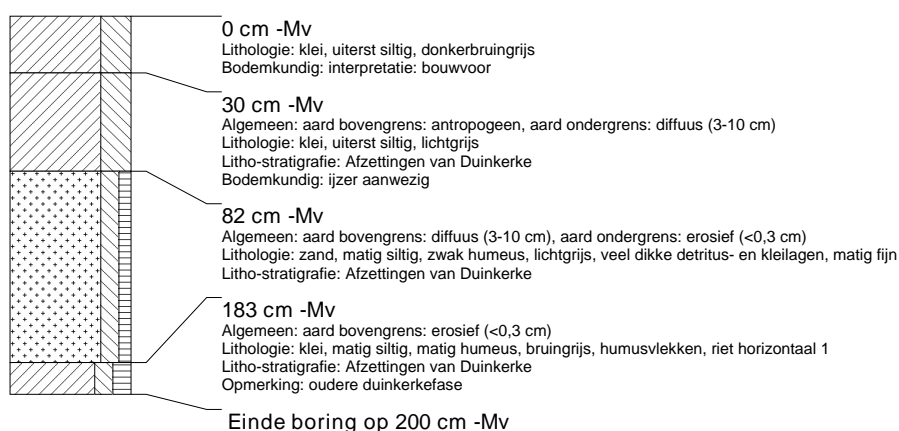 0 cm -Mv
Lithologie: klei, uiterst siltig, donkerbruingrijs
Bodemkundig: interpretatie: bouwvoor
30 cm -Mv
Algemeen: aard bovengrens: antropogeen, aard ondergrens: diffuus (3-10 cm)
Lithologie: klei, uiterst siltig, lichtgrijs
Litho-stratigrafie: Afzettingen van Duinkerke
Bodemkundig: ijzer aanwezig
82 cm -Mv
Algemeen: aard bovengrens: diffuus (3-10 cm), aard ondergrens: erosief (<0,3 cm)
Lithologie: zand, matig siltig, zwak humeus, lichtgrijs, veel dikke detritus- en kleilagen, matig fijn
Litho-stratigrafie: Afzettingen van Duinkerke
183 cm -Mv
Algemeen: aard bovengrens: erosief (<0,3 cm)
Lithologie: klei, matig siltig, matig humeus, bruingrijs, humusvlekken, riet horizontaal 1
Litho-stratigrafie: Afzettingen van Duinkerke
Opmerking: oudere duinkerkefase
Einde boring op 200 cm -Mv